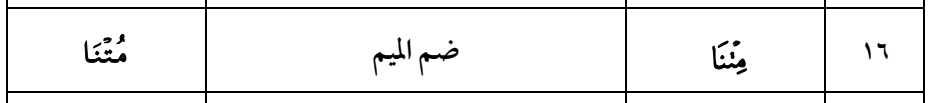 ١٦ مِتْنَا ضم الميم مُتْنَا